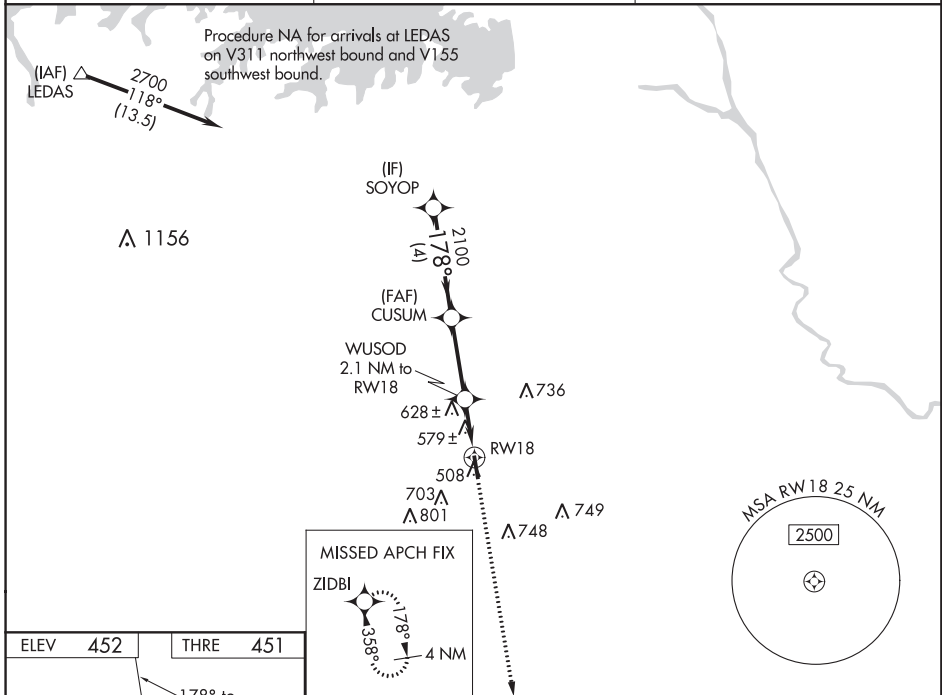 Procedure NA for arrivals at LEDAS
on V311 northwest bound and V155
southwest bound.
(IAF)
LEDAS
2700
118°
(13.5)
(IF)
SOYOP
1156
2100
178°
(4)
(FAF)
CUSUM
WUSOD
2.1 NM to
RW18
736
628±
579±
RW18
508
703
801
749
748
MSA RW18 25 NM
2500
MISSED APCH FIX
ZIDBI
178°
358°
4 NM
ELEV 452
THRE 451
178° to